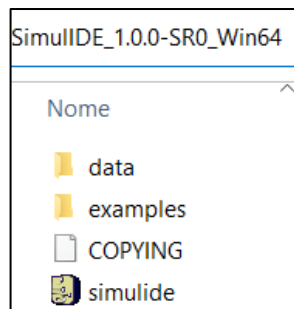 SimulIDE_1.0.0-SR0_Win64
Nome
data
examples
COPYING
simulide